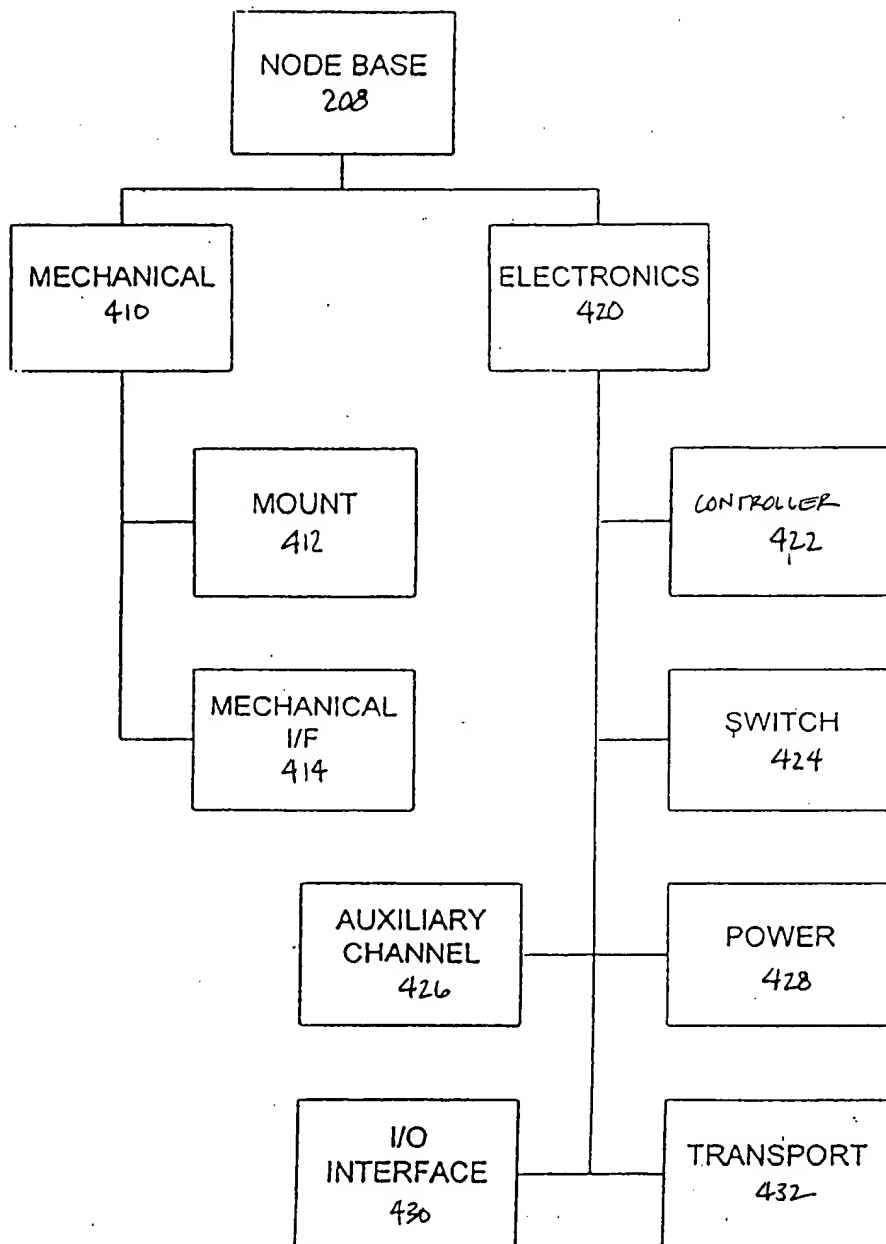 NODE BASE
208
MECHANICAL
410
ELECTRONICS
420
MOUNT
412
CONTROLLER
422
MECHANICAL
I/F
414
SWITCH
424
AUXILIARY
CHANNEL
426
POWER
428
I/O
INTERFACE
430
TRANSPORT
432